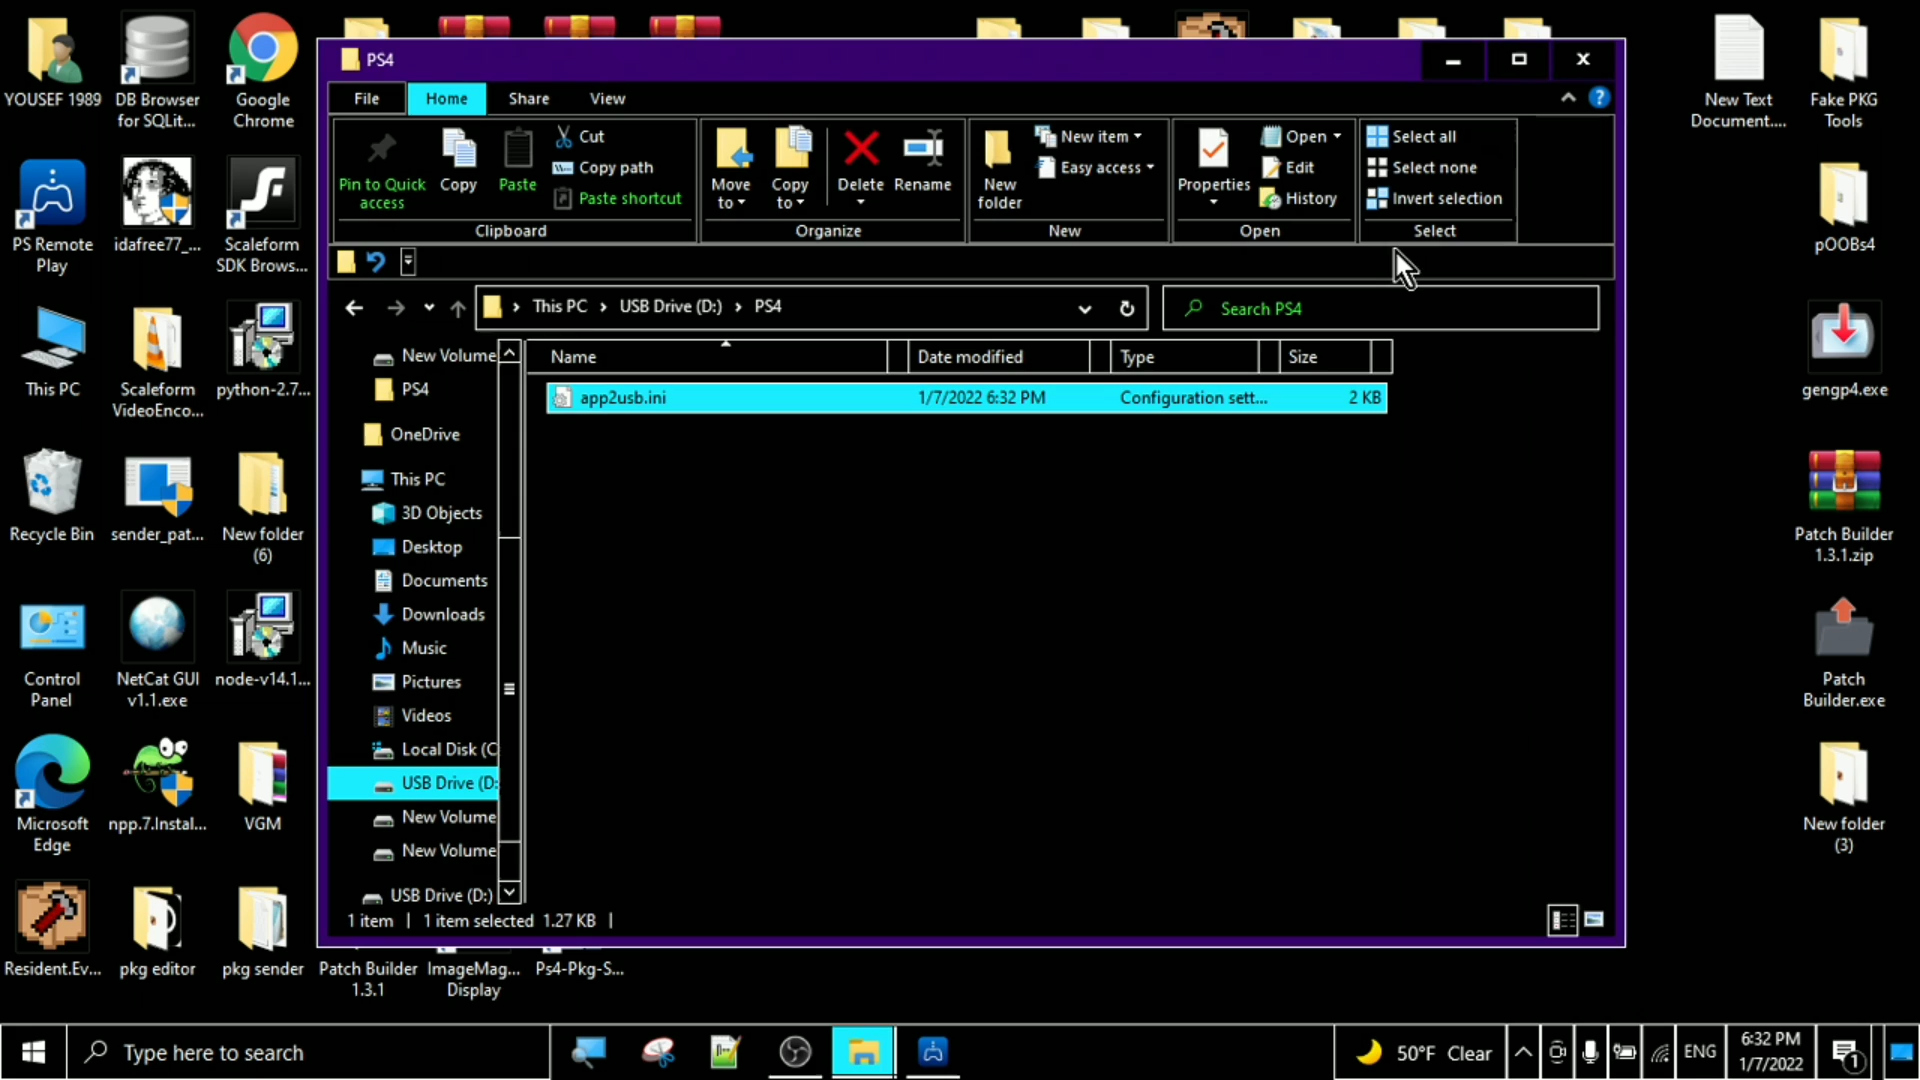 PS4
File
Home
Share
View
Pin to Quick
access
Copy
Paste
Cut
Copy path
Paste shortcut
Clipboard
Move
to
Copy
to
Delete
Rename
Organize
New
folder
New item
Easy access
New
Properties
Open
Edit
History
Open
Select all
Select none
Invert selection
Select
This PC > USB Drive (D:) > PS4
Search PS4
Name
Date modified
Type
Size
app2usb.ini
1/7/2022 6:32 PM
Configuration sett...
2 KB
New Volume
PS4
OneDrive
This PC
3D Objects
Desktop
Documents
Downloads
Music
Pictures
Videos
Local Disk (C
USB Drive (D:
New Volume
New Volume
USB Drive (D:)
1 item | 1 item selected 1.27 KB |
YOUSEF 1989
DB Browser
for SQLit...
Google
Chrome
PS Remote
Play
idafree77_...
Scaleform
SDK Brows...
This PC
Scaleform
VideoEnco...
python-2.7...
Recycle Bin
sender_pat...
New folder
(6)
Control
Panel
NetCat GUI
v1.1.exe
node-v14.1...
Microsoft
Edge
npp.7.Instal...
VGM
Resident.Ev...
pkg editor
pkg sender
Patch Builder
1.3.1
ImageMag...
Display
Ps4-Pkg-S...
New Text
Document....
Fake PKG
Tools
pOOBs4
gengp4.exe
Patch Builder
1.3.1.zip
Patch
Builder.exe
New folder
(3)
Type here to search
50°F Clear
ENG
6:32 PM
1/7/2022
1